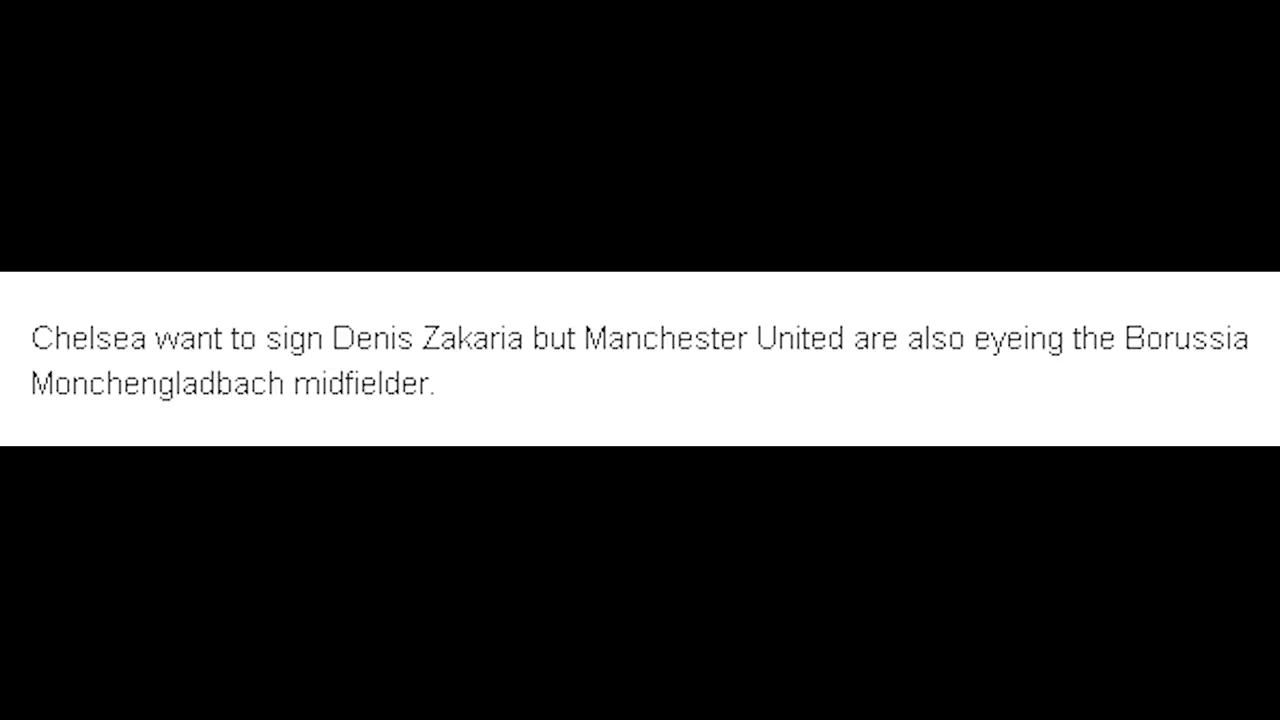 Chelsea want to sign Denis Zakaria but Manchester United are also eyeing the Borussia
Monchengladbach midfielder.